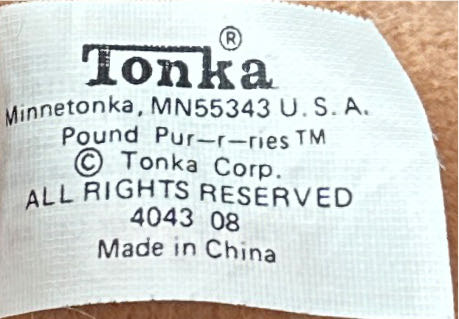 Tonka®
Minnetonka, MN55343 U.S.A.
Pound Pur-r-ries™
© Tonka Corp.
ALL RIGHTS RESERVED
4043 08
Made in China